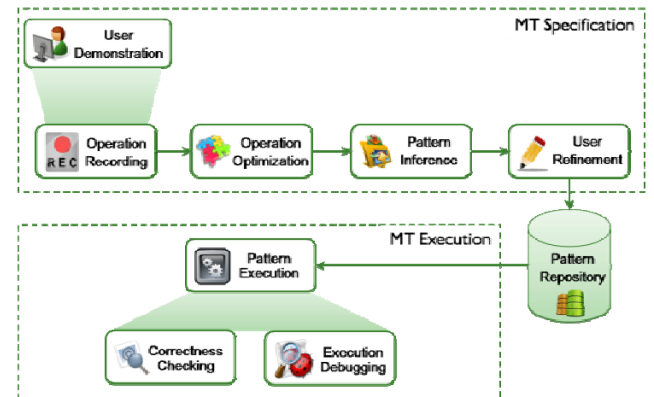 MT Specification
User
Demonstration
REC
Operation
Recording
Operation
Optimization
Pattern
Inference
User
Refinement
MT Execution
Pattern
Execution
Pattern
Repository
Correctness
Checking
Execution
Debugging